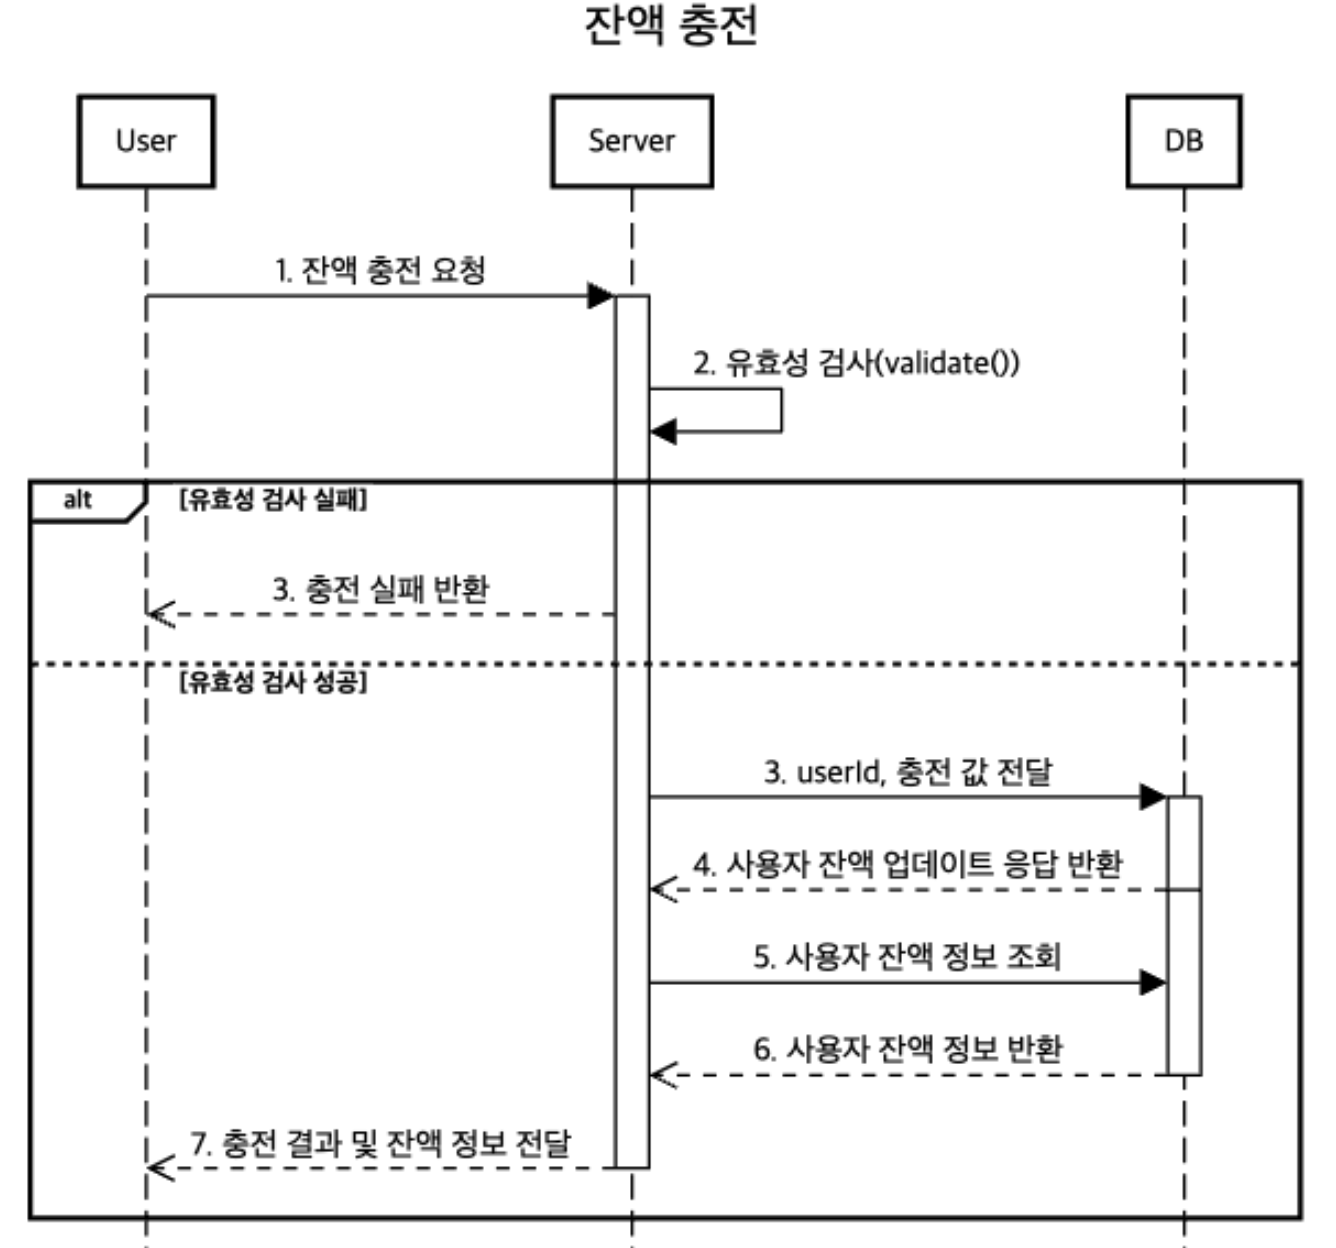 잔액 충전
User
Server
DB
1. 잔액 충전 요청
2. 유효성 검사(validate())
alt
[유효성 검사 실패]
3. 충전 실패 반환
[유효성 검사 성공]
3. userId, 충전 값 전달
4. 사용자 잔액 업데이트 응답 반환
5. 사용자 잔액 정보 조회
6. 사용자 잔액 정보 반환
7. 충전 결과 및 잔액 정보 전달